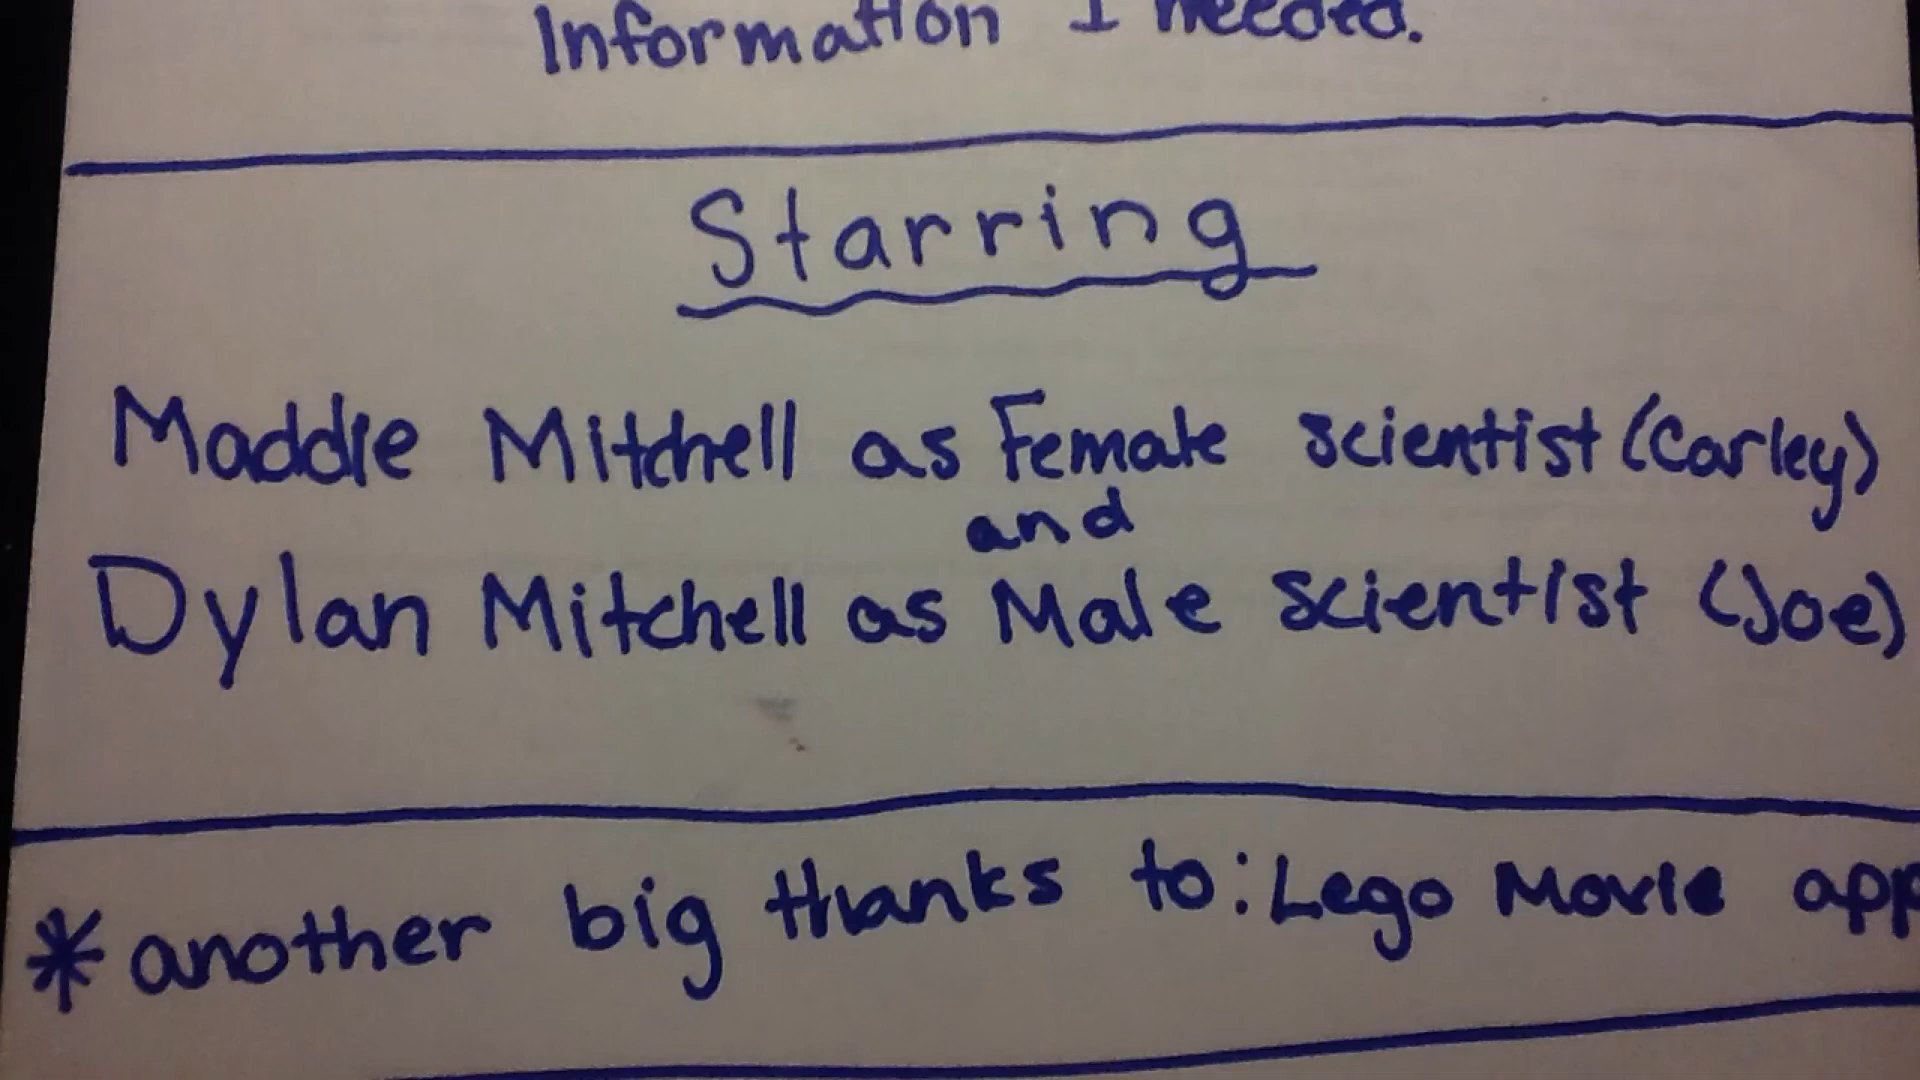 Information I needed.
Starring
Maddie Mitchell as Female scientist (Carley)
and
Dylan Mitchell as Male scientist (Joe)
*another big thanks to: Lego Movie app